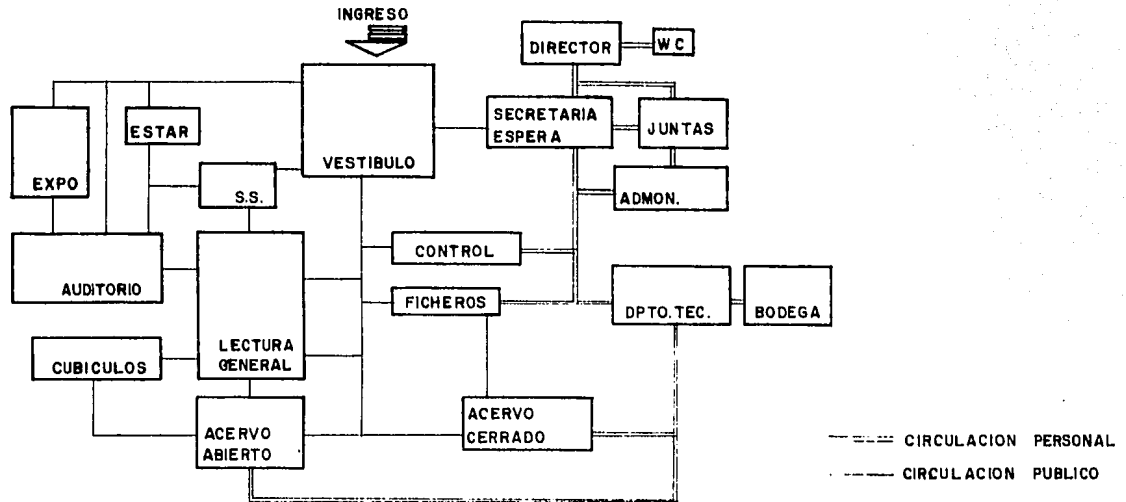 INGRESO
DIRECTOR
WC
SECRETARIA
ESPERA
JUNTAS
ESTAR
VESTIBULO
EXPO
S.S.
ADMON.
CONTROL
AUDITORIO
FICHEROS
DPTO. TEC.
BODEGA
LECTURA
GENERAL
CUBICULOS
ACERVO
ABIERTO
ACERVO
CERRADO
CIRCULACION PERSONAL
CIRCULACION PUBLICO